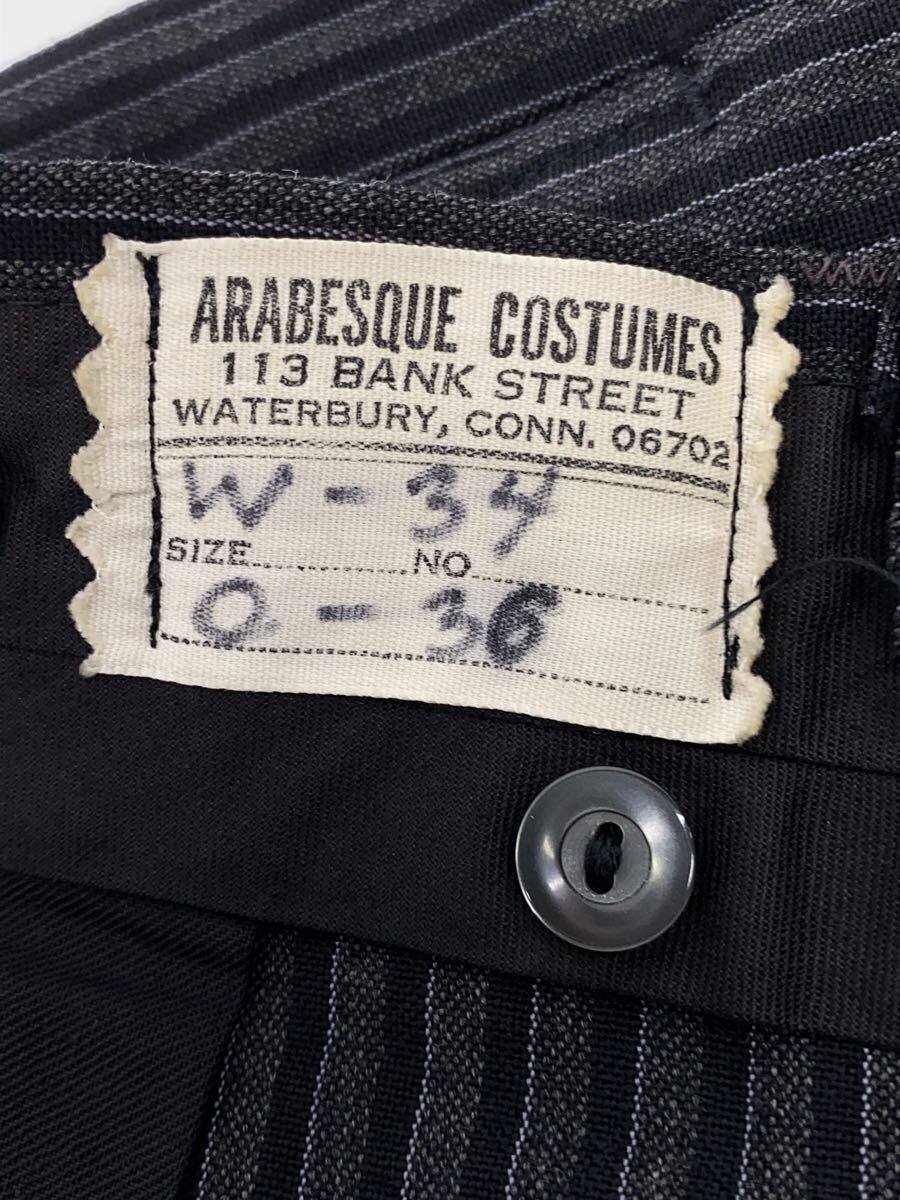 ARABESQUE COSTUMES
113 BANK STREET
WATERBURY, CONN. 06702
W - 34
SIZE NO
O - 36